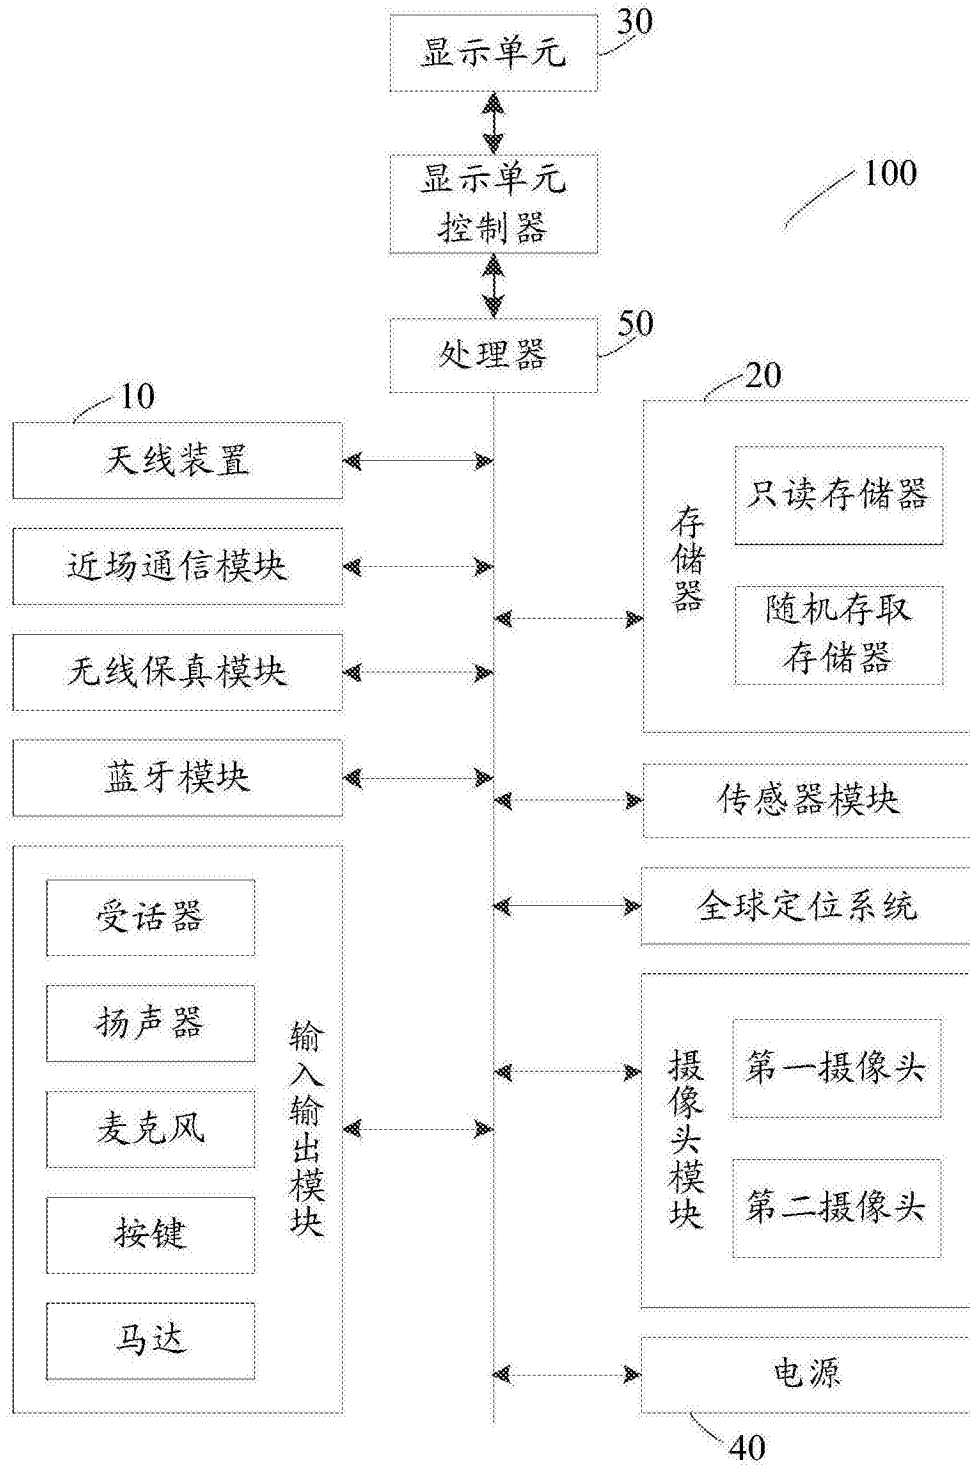 30
显示单元
显示单元
控制器
100
50
处理器
10
天线装置
近场通信模块
无线保真模块
蓝牙模块
受话器
扬声器
麦克风
按键
马达
输入输出模块
20
存储器
只读存储器
随机存取
存储器
传感器模块
全球定位系统
摄像头模块
第一摄像头
第二摄像头
电源
40